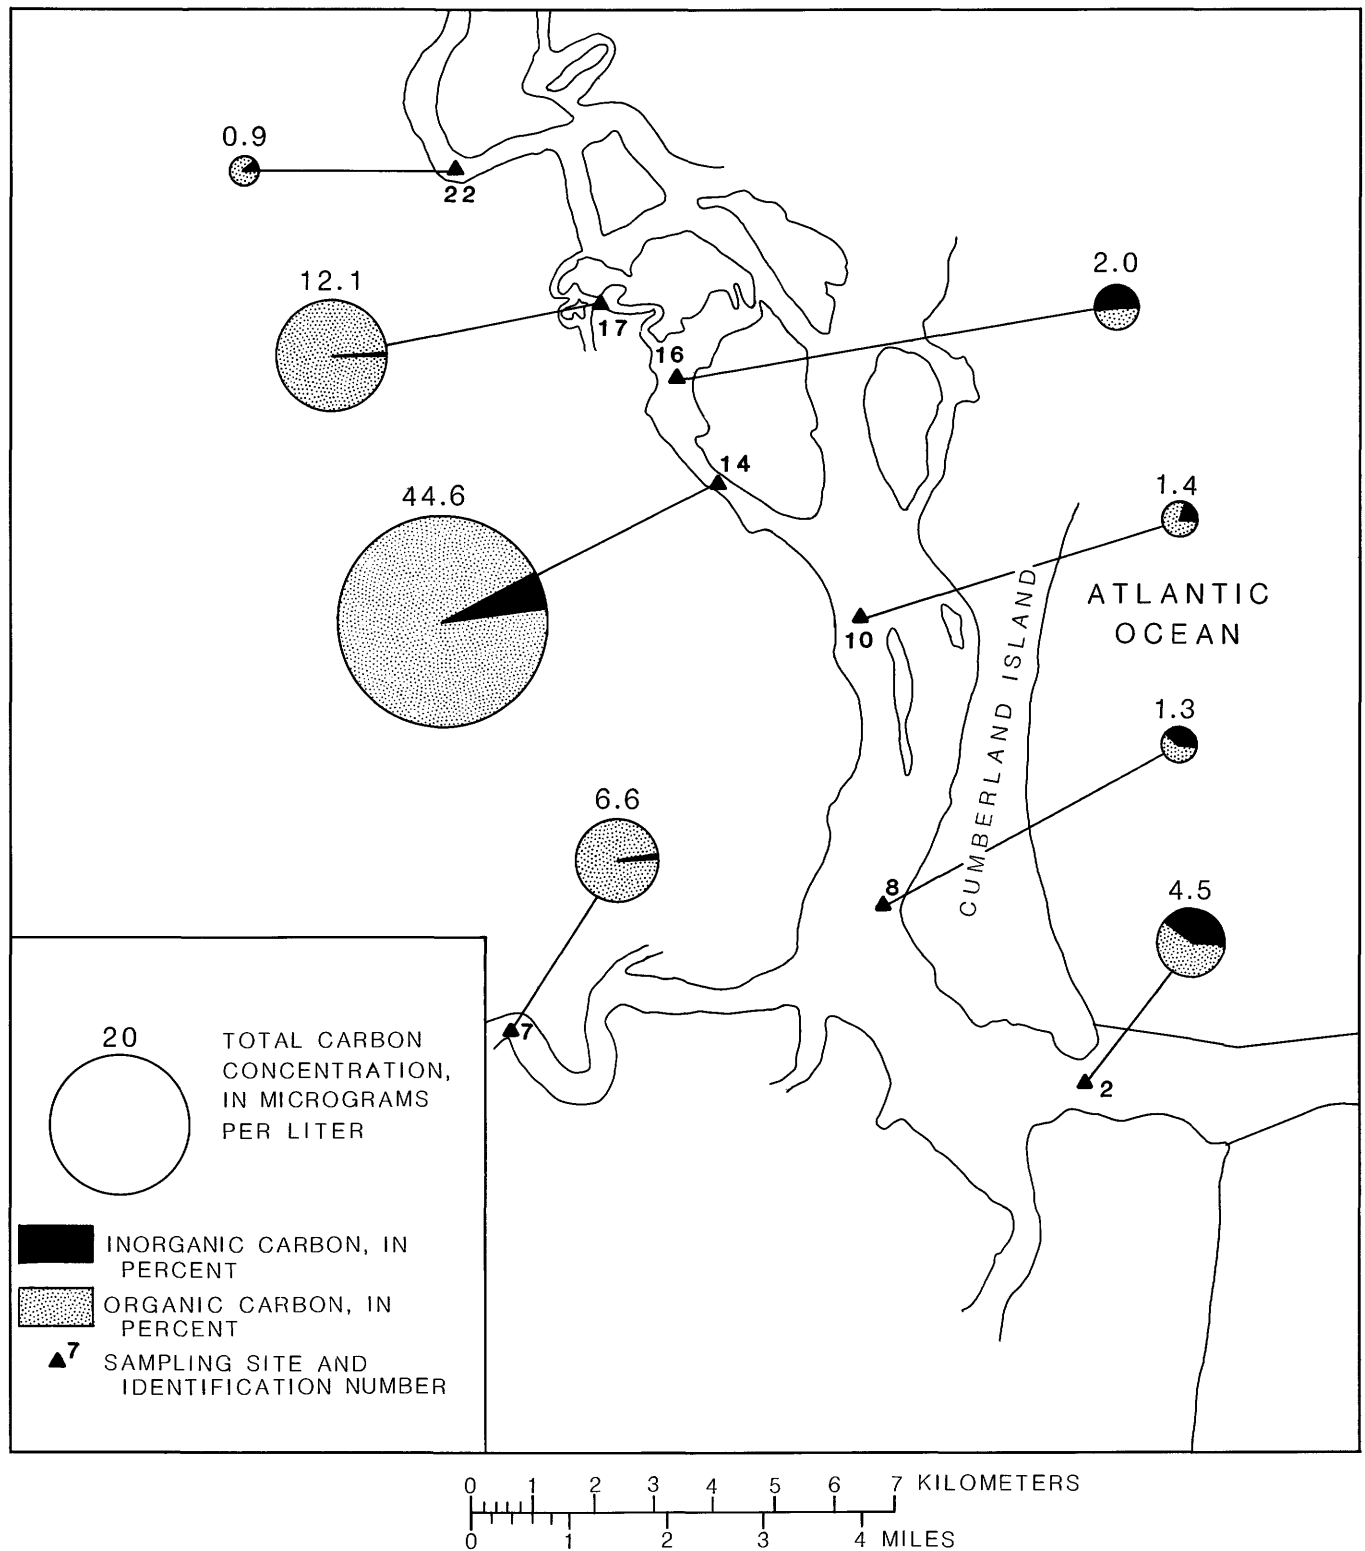 0.9
22
12.1
17
2.0
16
14
44.6
1.4
10
ATLANTIC
OCEAN
CUMBERLAND ISLAND
1.3
6.6
8
4.5
7
2
20
TOTAL CARBON
CONCENTRATION,
IN MICROGRAMS
PER LITER
INORGANIC CARBON, IN
PERCENT
ORGANIC CARBON, IN
PERCENT
7
SAMPLING SITE AND
IDENTIFICATION NUMBER
0 1 2 3 4 5 6 7 KILOMETERS
0 1 2 3 4 MILES